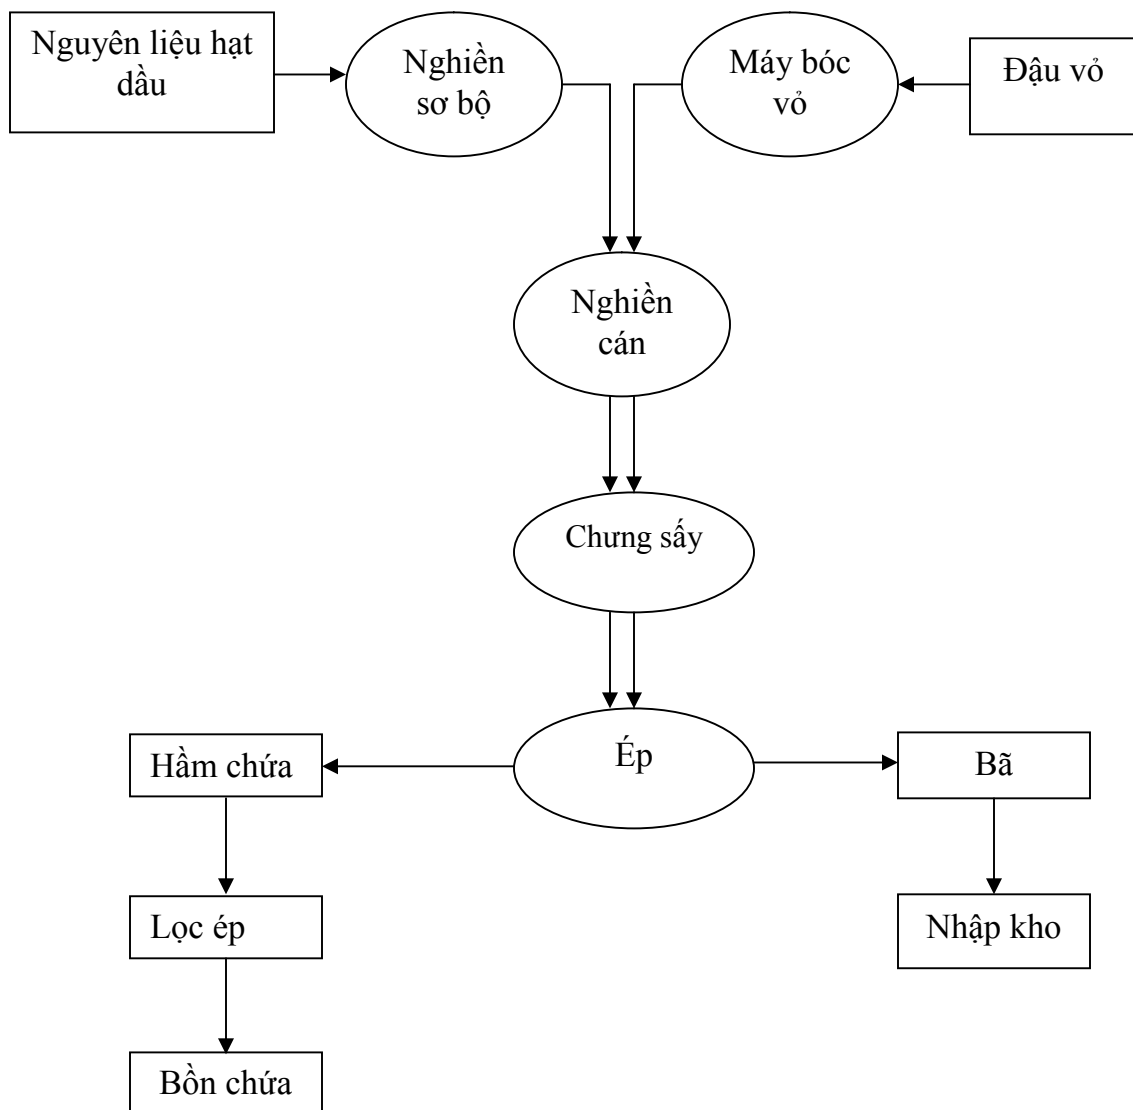 Nguyên liệu hạt
dầu
Nghiền
sơ bộ
Máy bóc
vỏ
Đậu vỏ
Nghiền
cán
Chưng sấy
Ép
Hầm chứa
Bã
Lọc ép
Nhập kho
Bồn chứa